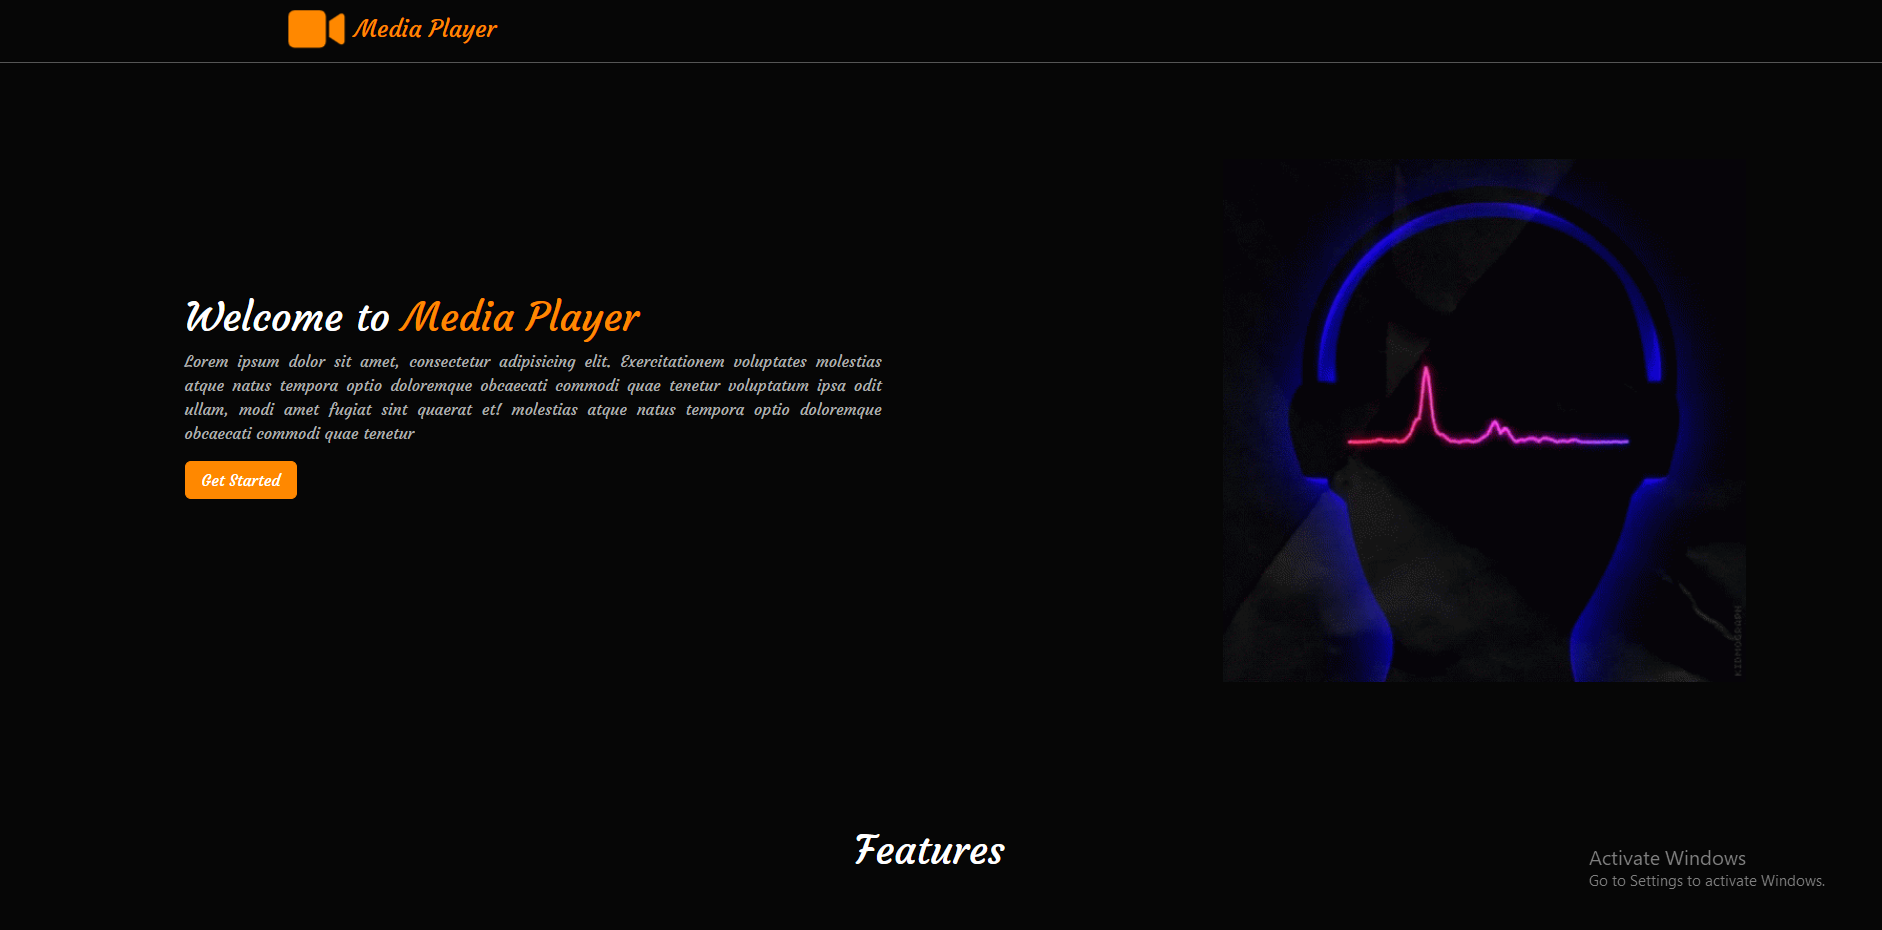 Media Player
Welcome to Media Player
Lorem ipsum dolor sit amet, consectetur adipisicing elit. Exercitationem voluptates molestias
atque natus tempora optio doloremque obcaecati commodi quae tenetur voluptatum ipsa odit
ullam, modi amet fugiat sint quaerat et! molestias atque natus tempora optio doloremque
obcaecati commodi quae tenetur
Get Started
KIDMOGRAPH
Features
Activate Windows
Go to Settings to activate Windows.